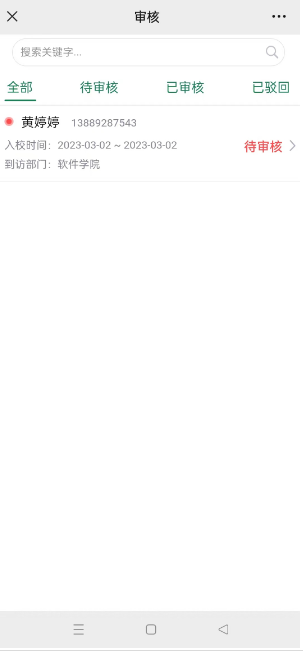 审核
搜索关键字...
全部 待审核 已审核 已驳回
黄婷婷 13889287543
入校时间：2023-03-02 ~ 2023-03-02
待审核
到访部门：软件学院